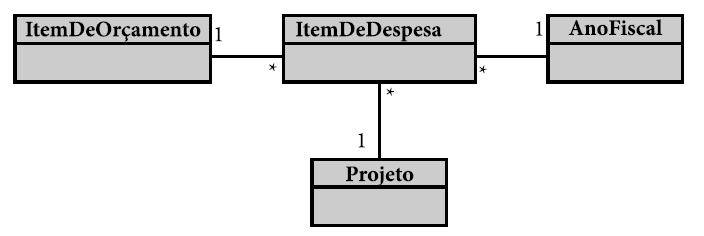 ItemDeOrçamento
1
*
ItemDeDespesa
1
*
AnoFiscal
*
1
Projeto